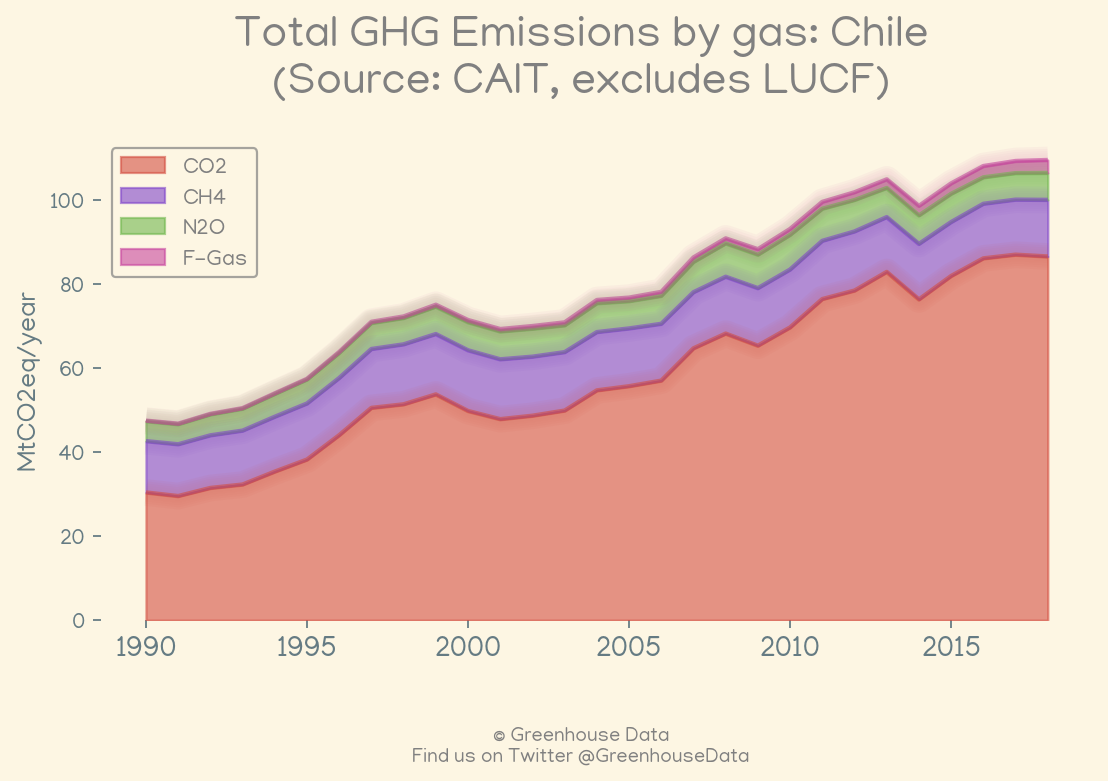 Total GHG Emissions by gas: Chile
(Source: CAIT, excludes LUCF)
CO2
CH4
N2O
F-Gas
MtCO2eq/year
100
80
60
40
20
0
1990 1995 2000 2005 2010 2015
© Greenhouse Data
Find us on Twitter @GreenhouseData